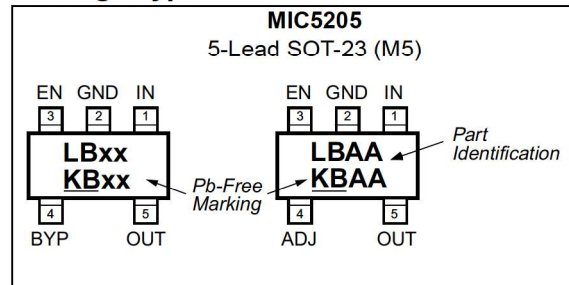 MIC5205
5-Lead SOT-23 (M5)
EN GND IN
3 2 1
LBxx
KBxx
4 5
BYP OUT
EN GND IN
3 2 1
LBAA
KBAA
4 5
ADJ OUT
Part
Identification
Pb-Free
Marking